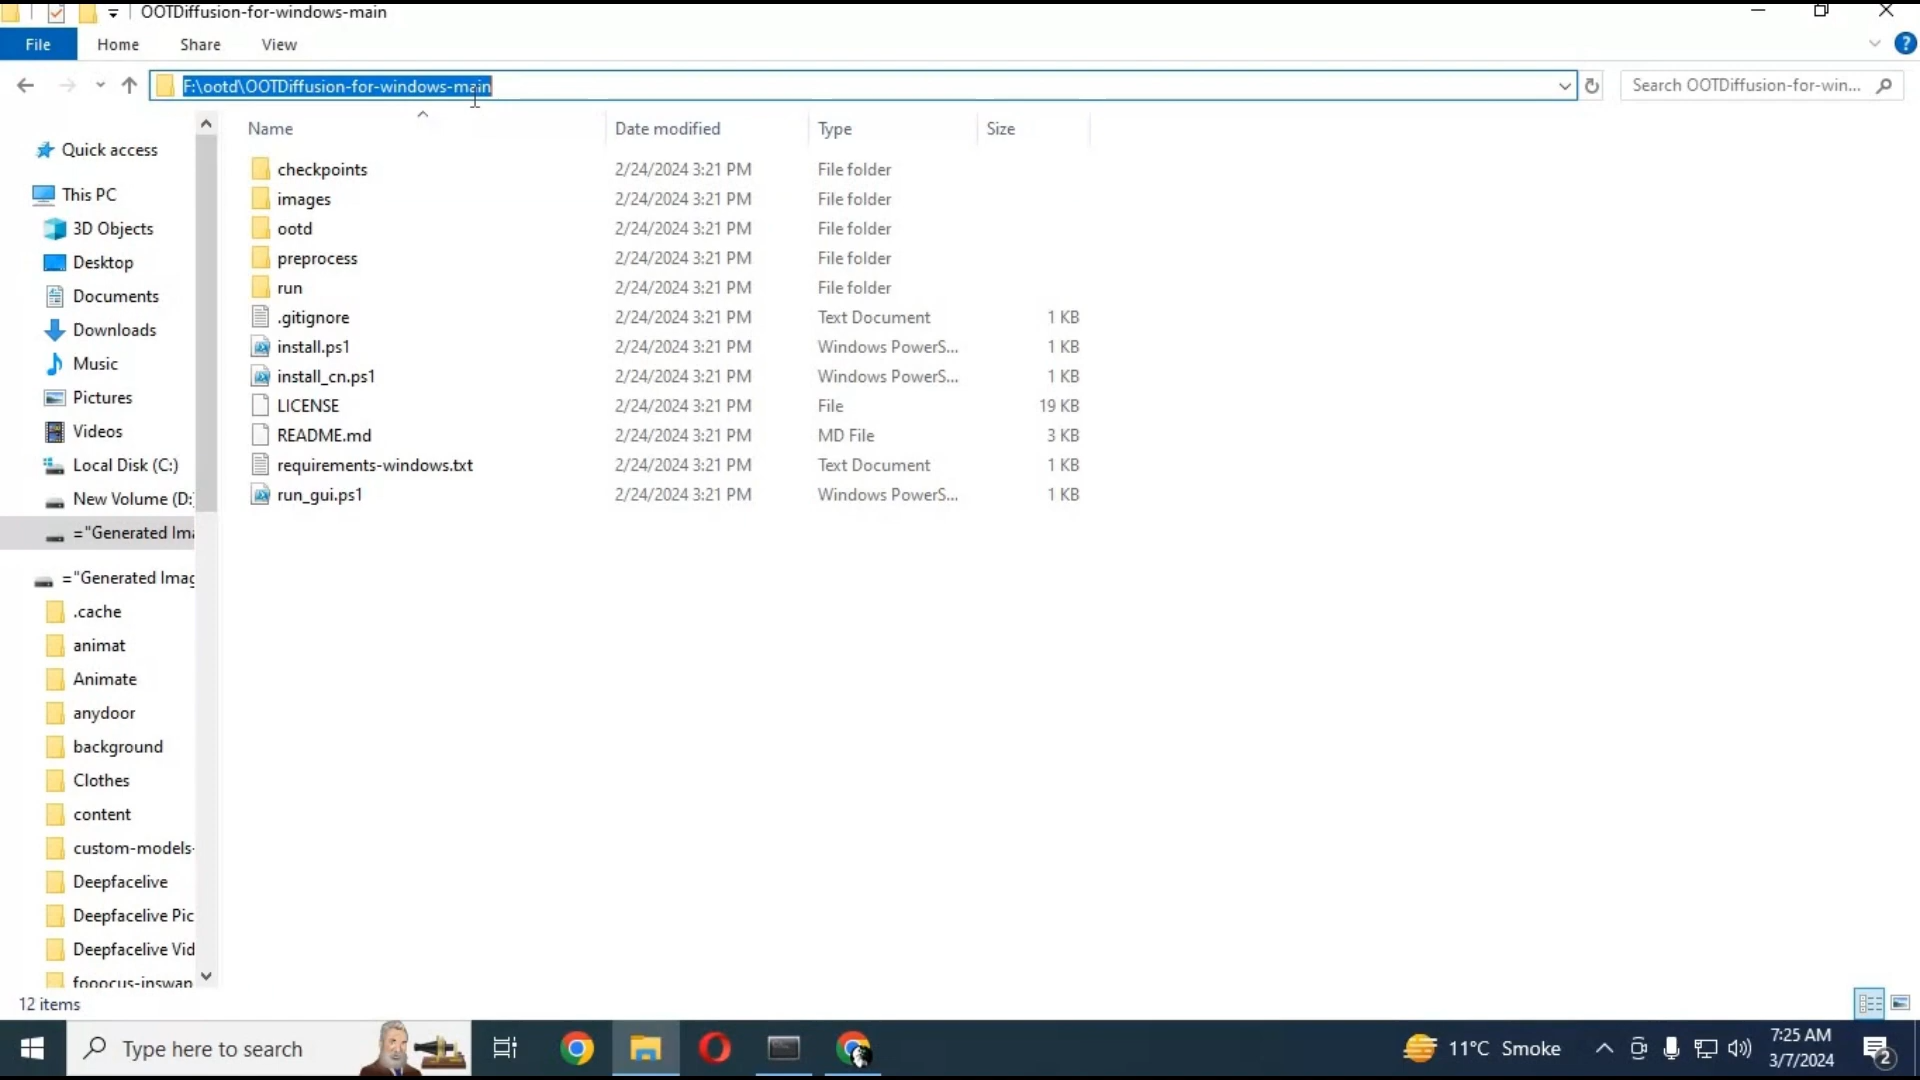 OOTDiffusion-for-windows-main
File Home Share View
F:\ootd\OOTDiffusion-for-windows-main
Search OOTDiffusion-for-win...
Name Date modified Type Size
Quick access
This PC
3D Objects
Desktop
Documents
Downloads
Music
Pictures
Videos
Local Disk (C:)
New Volume (D:
="Generated Ima
="Generated Imag
.cache
animat
Animate
anydoor
background
Clothes
content
custom-models-
Deepfacelive
Deepfacelive Pic
Deepfacelive Vid
fooocus-inswap
checkpoints 2/24/2024 3:21 PM File folder
images 2/24/2024 3:21 PM File folder
ootd 2/24/2024 3:21 PM File folder
preprocess 2/24/2024 3:21 PM File folder
run 2/24/2024 3:21 PM File folder
.gitignore 2/24/2024 3:21 PM Text Document 1 KB
install.ps1 2/24/2024 3:21 PM Windows PowerS... 1 KB
install_cn.ps1 2/24/2024 3:21 PM Windows PowerS... 1 KB
LICENSE 2/24/2024 3:21 PM File 19 KB
README.md 2/24/2024 3:21 PM MD File 3 KB
requirements-windows.txt 2/24/2024 3:21 PM Text Document 1 KB
run_gui.ps1 2/24/2024 3:21 PM Windows PowerS... 1 KB
12 items
Type here to search
11°C Smoke
7:25 AM
3/7/2024
2